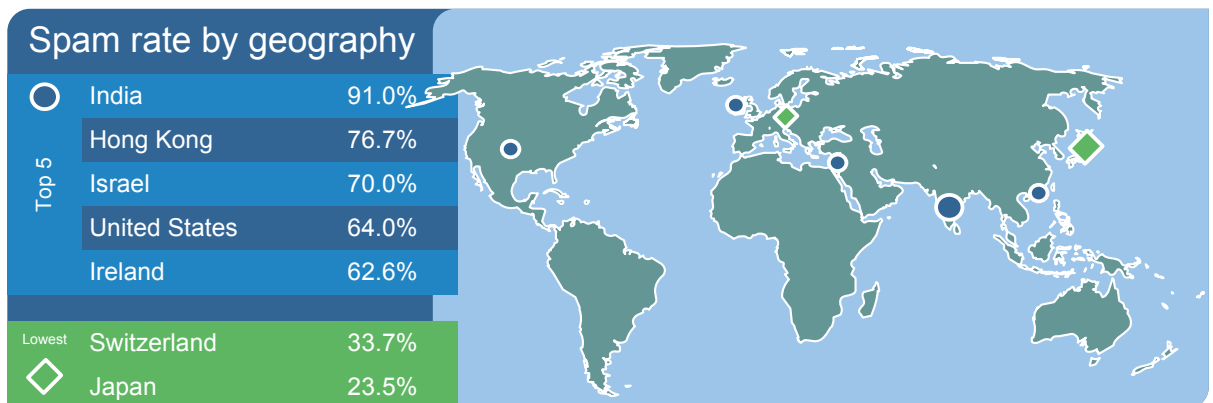 Spam rate by geography
India 91.0%
Hong Kong 76.7%
Top 5
Israel 70.0%
United States 64.0%
Ireland 62.6%
Lowest
Switzerland 33.7%
Japan 23.5%